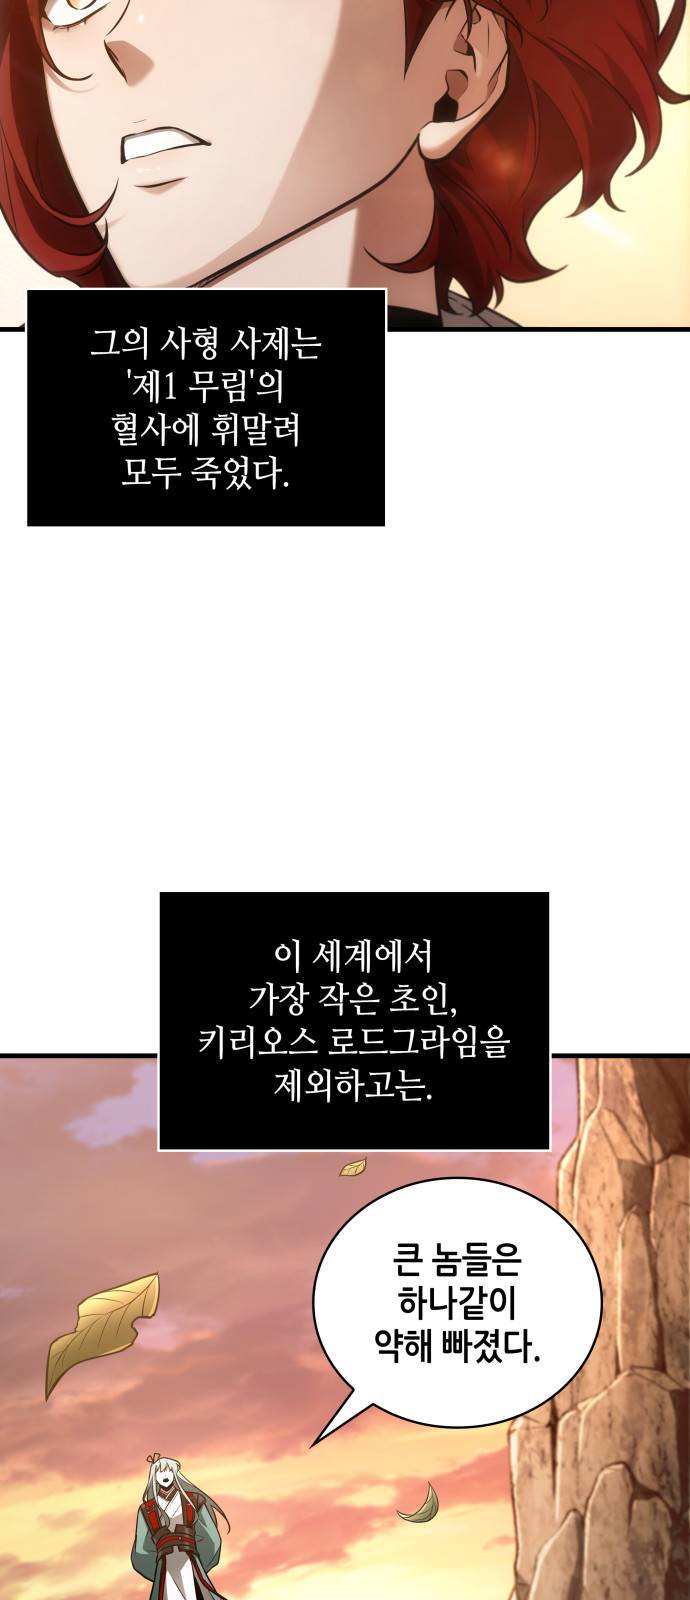 그의 사형 사제는
'제1 무림'의
혈사에 휘말려
모두 죽었다.
이 세계에서
가장 작은 초인,
키리오스 로드그라임을
제외하고는.
큰 놈들은
하나같이
약해 빠졌다.